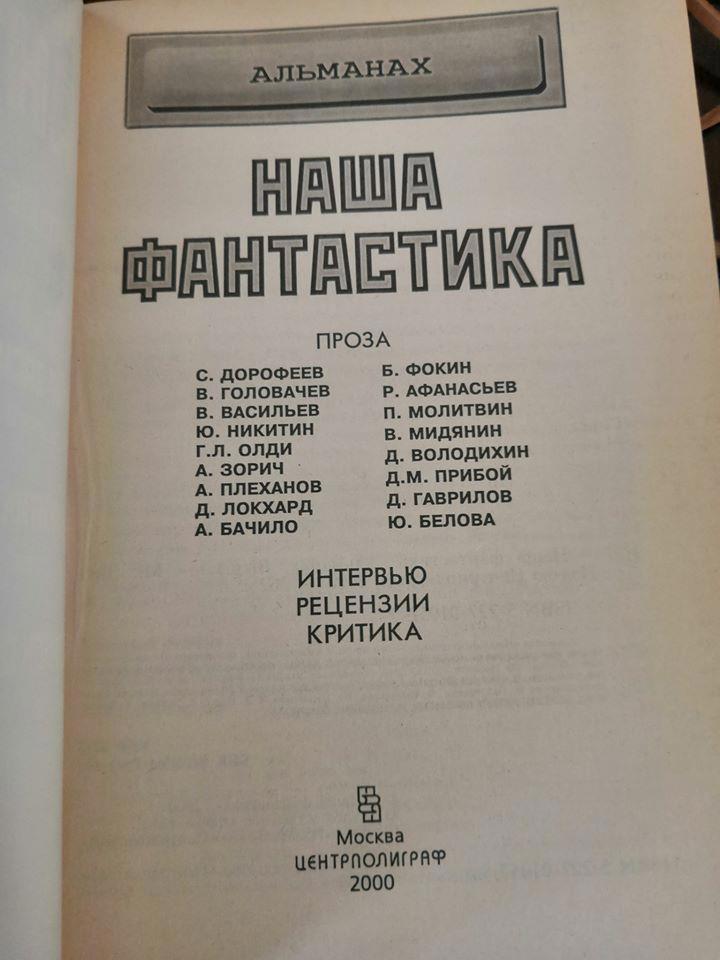 АЛЬМАНАХ
НАША
ФАНТАСТИКА
ПРОЗА
С. ДОРОФЕЕВ
В. ГОЛОВАЧЕВ
В. ВАСИЛЬЕВ
Ю. НИКИТИН
Г.Л. ОЛДИ
А. ЗОРИЧ
А. ПЛЕХАНОВ
Д. ЛОКХАРД
А. БАЧИЛО
Б. ФОКИН
Р. АФАНАСЬЕВ
П. МОЛИТВИН
В. МИДЯНИН
Д. ВОЛОДИХИН
Д.М. ПРИБОЙ
Д. ГАВРИЛОВ
Ю. БЕЛОВА
ИНТЕРВЬЮ
РЕЦЕНЗИИ
КРИТИКА
Москва
ЦЕНТРПОЛИГРАФ
2000